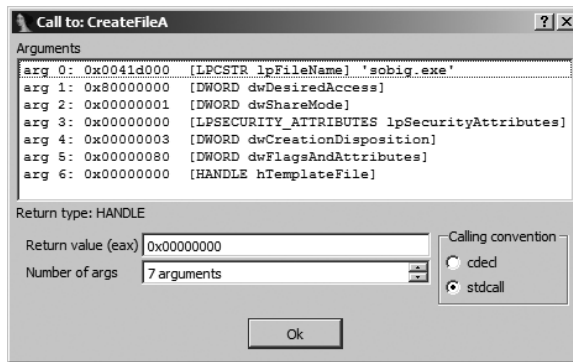 Call to: CreateFileA
Arguments
arg 0: 0x0041d000 [LPCSTR lpFileName] 'sobig.exe'
arg 1: 0x80000000 [DWORD dwDesiredAccess]
arg 2: 0x00000001 [DWORD dwShareMode]
arg 3: 0x00000000 [LPSECURITY_ATTRIBUTES lpSecurityAttributes]
arg 4: 0x00000003 [DWORD dwCreationDisposition]
arg 5: 0x00000080 [DWORD dwFlagsAndAttributes]
arg 6: 0x00000000 [HANDLE hTemplateFile]
Return type: HANDLE
Return value (eax) 0x00000000
Number of args 7 arguments
Calling convention
cdecl
stdcall
Ok